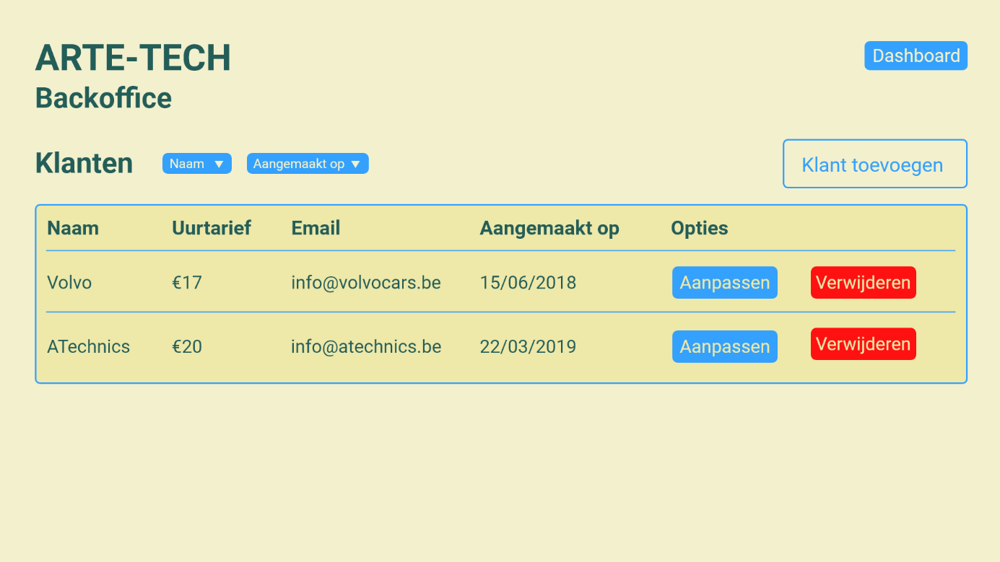 ARTE-TECH
Dashboard
Backoffice
Klanten Naam ▼ Aangemaakt op ▼ Klant toevoegen
Naam Uurtarief Email Aangemaakt op Opties
Volvo €17 info@volvocars.be 15/06/2018 Aanpassen Verwijderen
ATechnics €20 info@atechnics.be 22/03/2019 Aanpassen Verwijderen